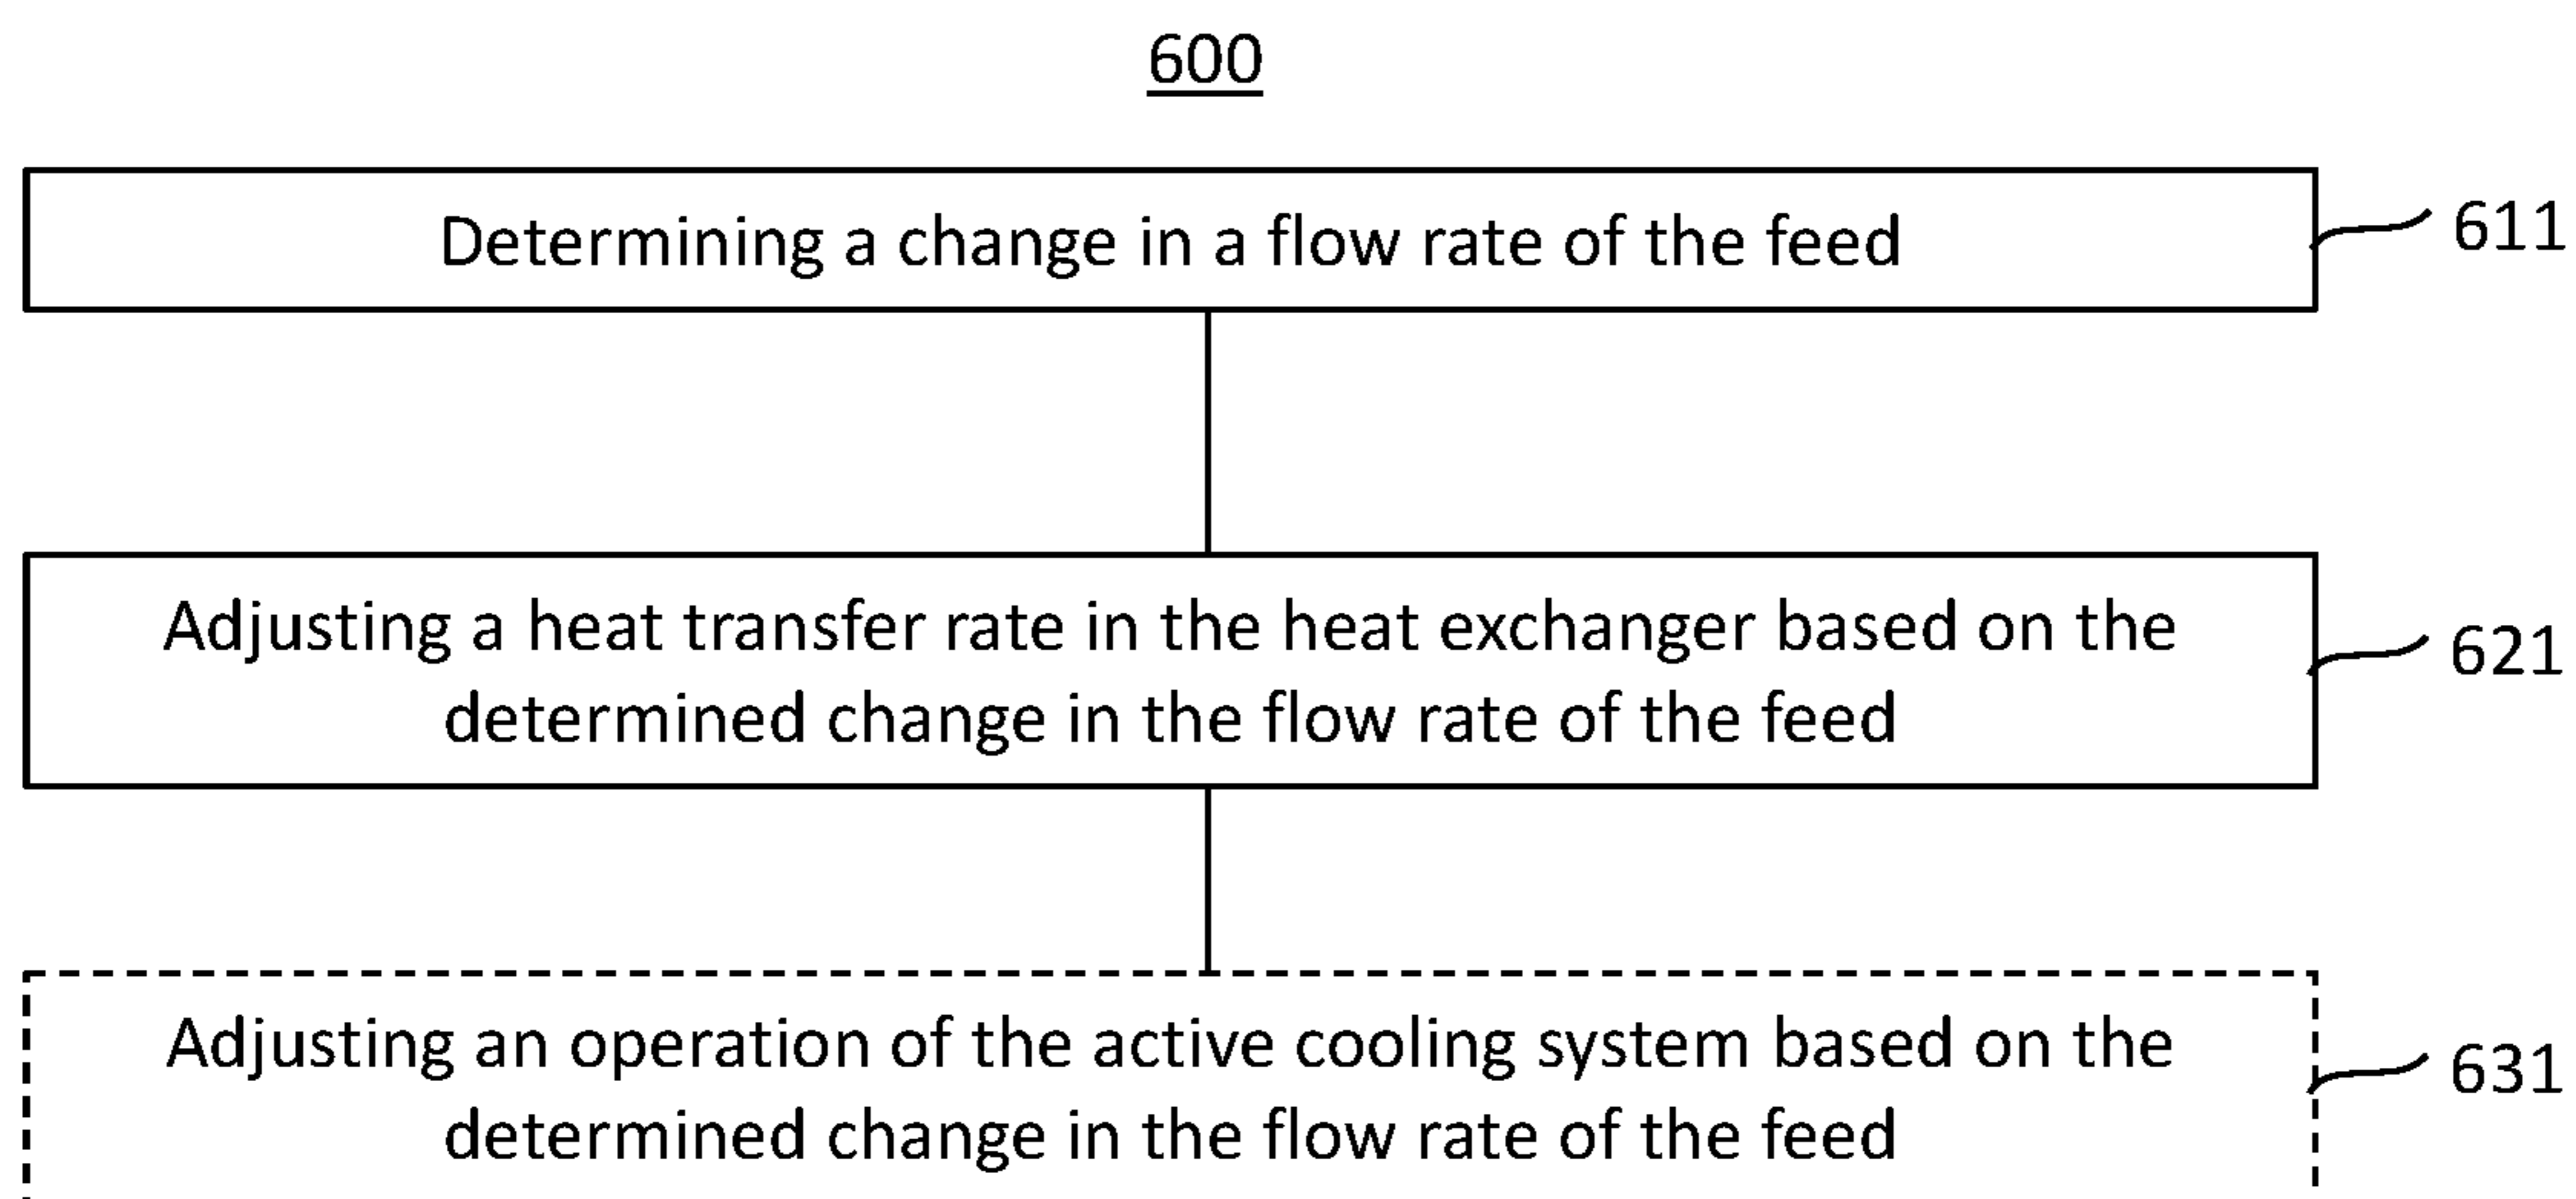 600
Determining a change in a flow rate of the feed
611
Adjusting a heat transfer rate in the heat exchanger based on the
determined change in the flow rate of the feed
621
Adjusting an operation of the active cooling system based on the
determined change in the flow rate of the feed
631